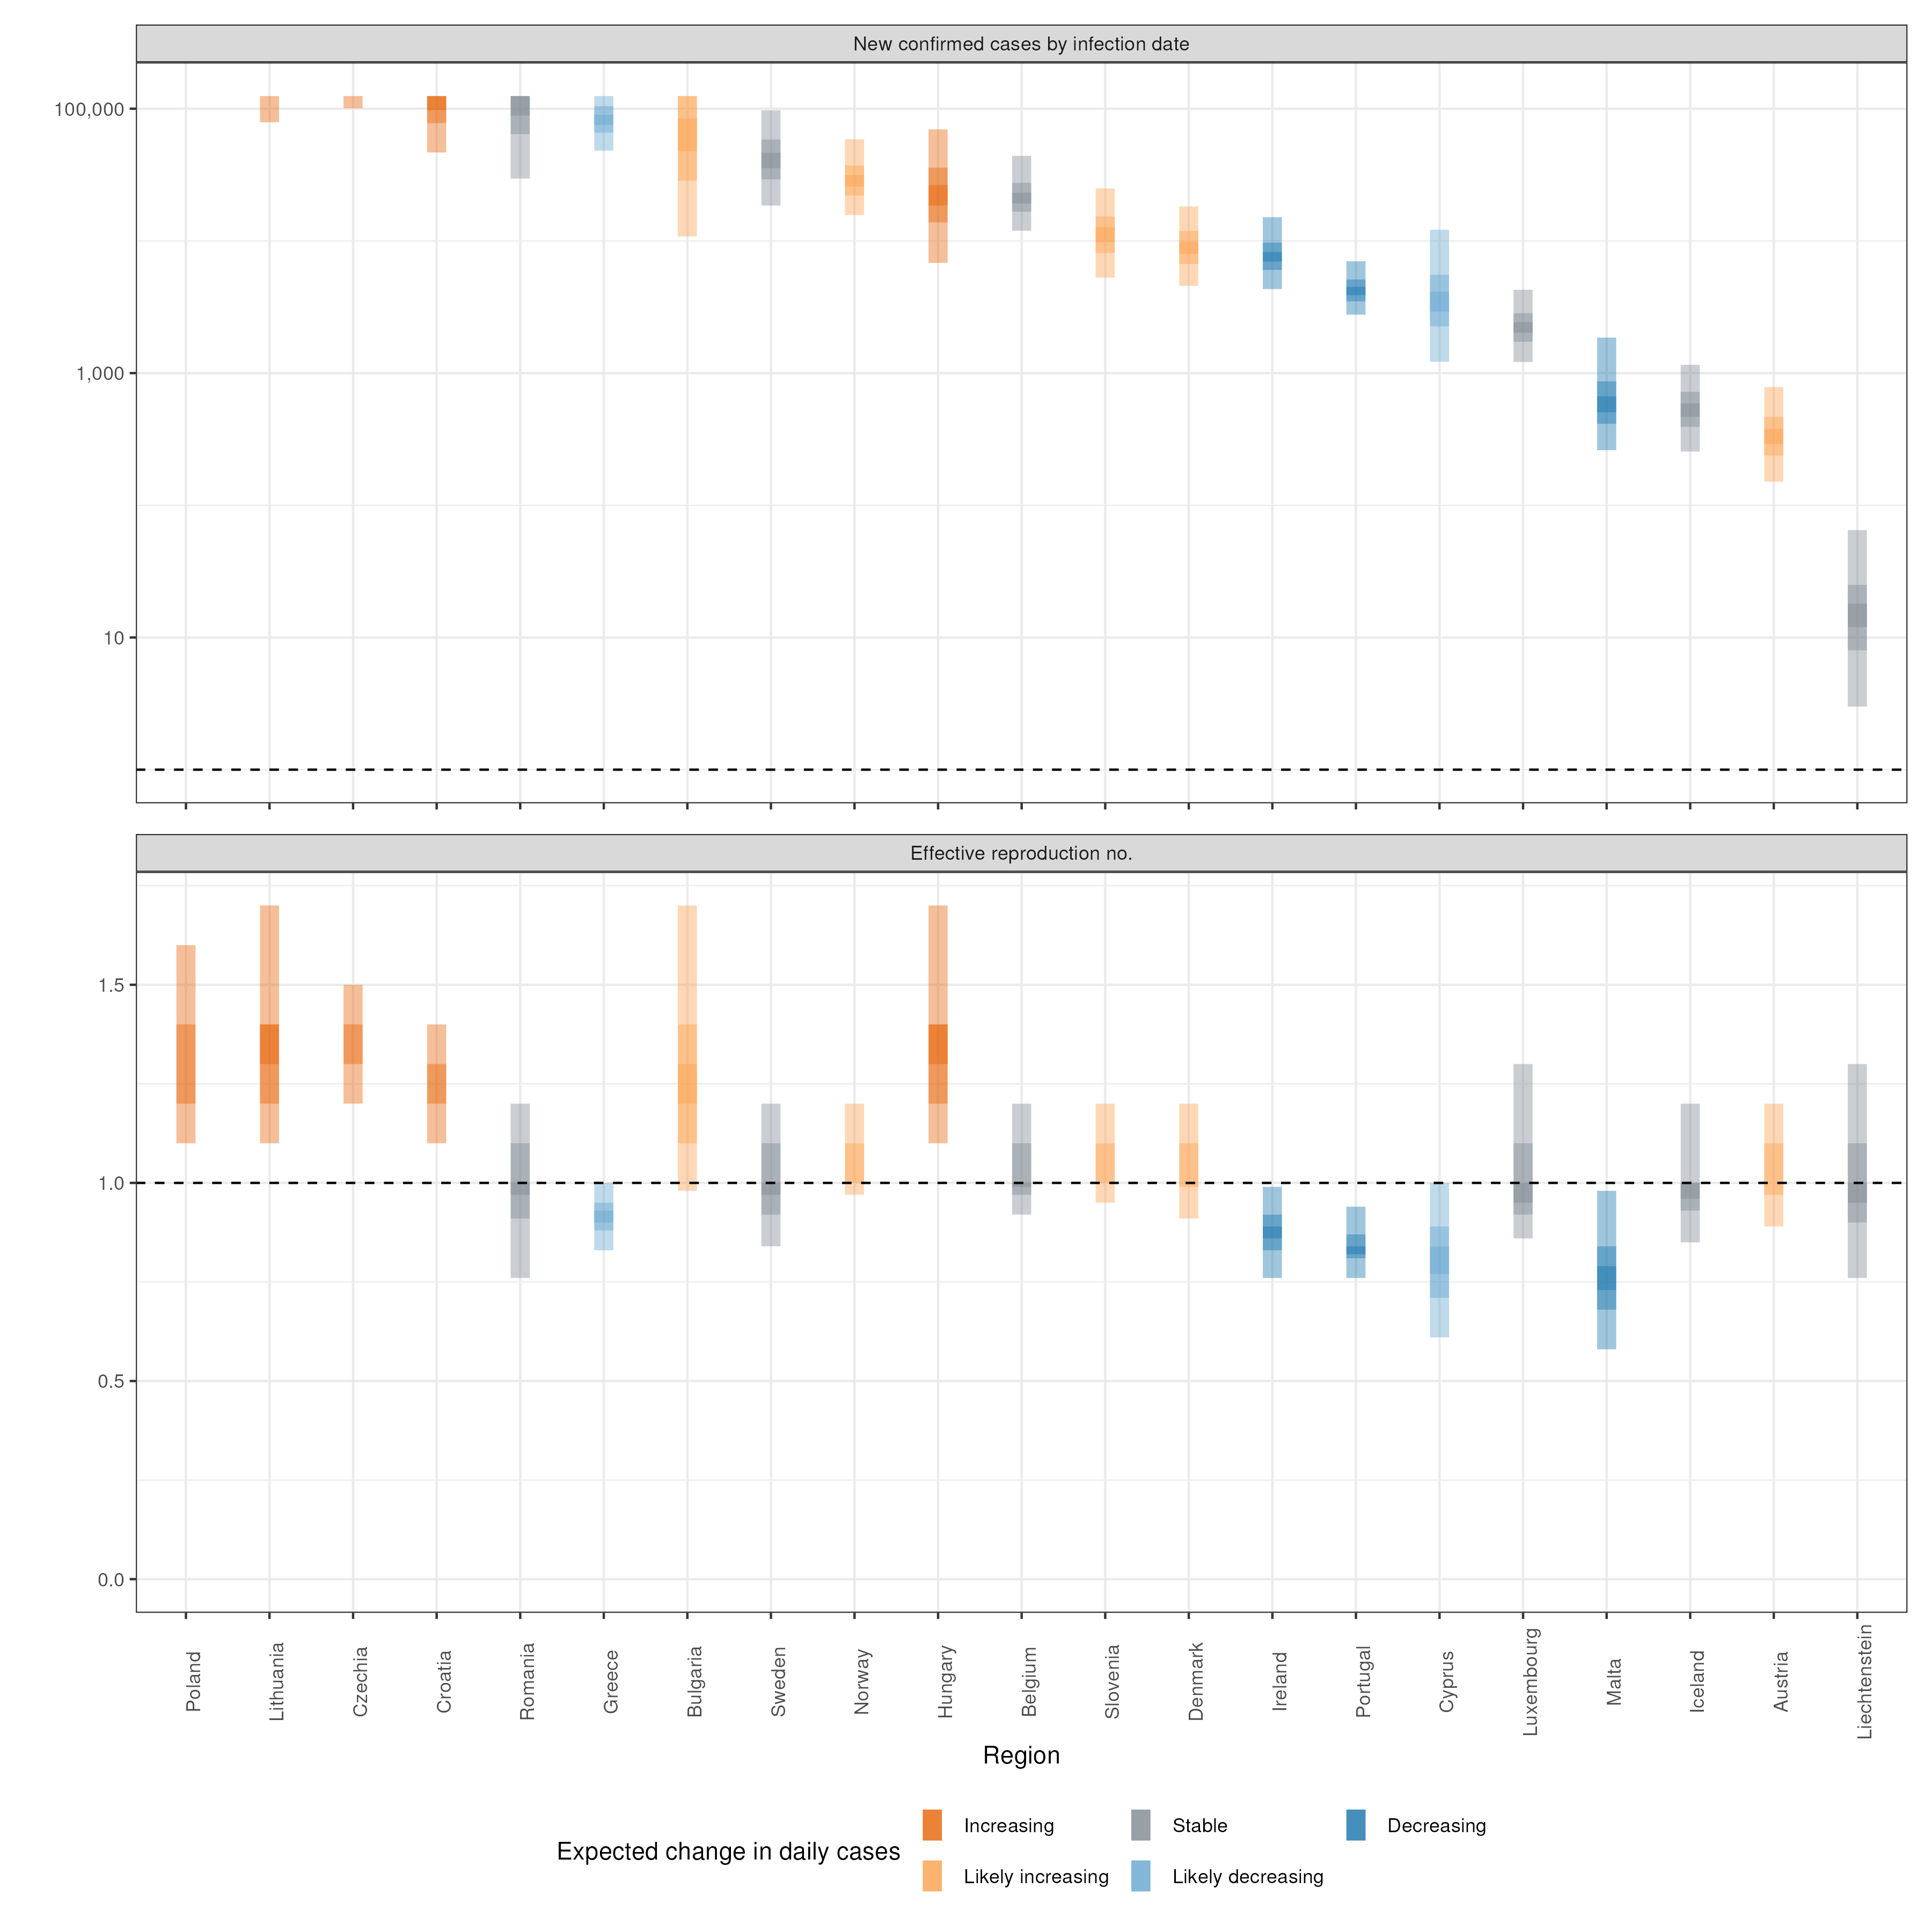 New confirmed cases by infection date
100,000
1,000
10
Effective reproduction no.
1.5
1.0
0.5
0.0
Poland
Lithuania
Czechia
Croatia
Romania
Greece
Bulgaria
Sweden
Norway
Hungary
Belgium
Slovenia
Denmark
Ireland
Portugal
Cyprus
Luxembourg
Malta
Iceland
Austria
Liechtenstein
Region
Expected change in daily cases
Increasing
Stable
Decreasing
Likely increasing
Likely decreasing